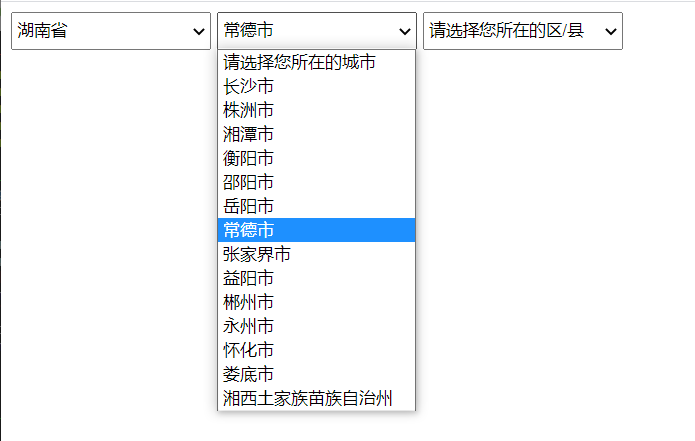 湖南省 常德市 请选择您所在的区/县
请选择您所在的城市
长沙市
株洲市
湘潭市
衡阳市
邵阳市
岳阳市
常德市
张家界市
益阳市
郴州市
永州市
怀化市
娄底市
湘西土家族苗族自治州